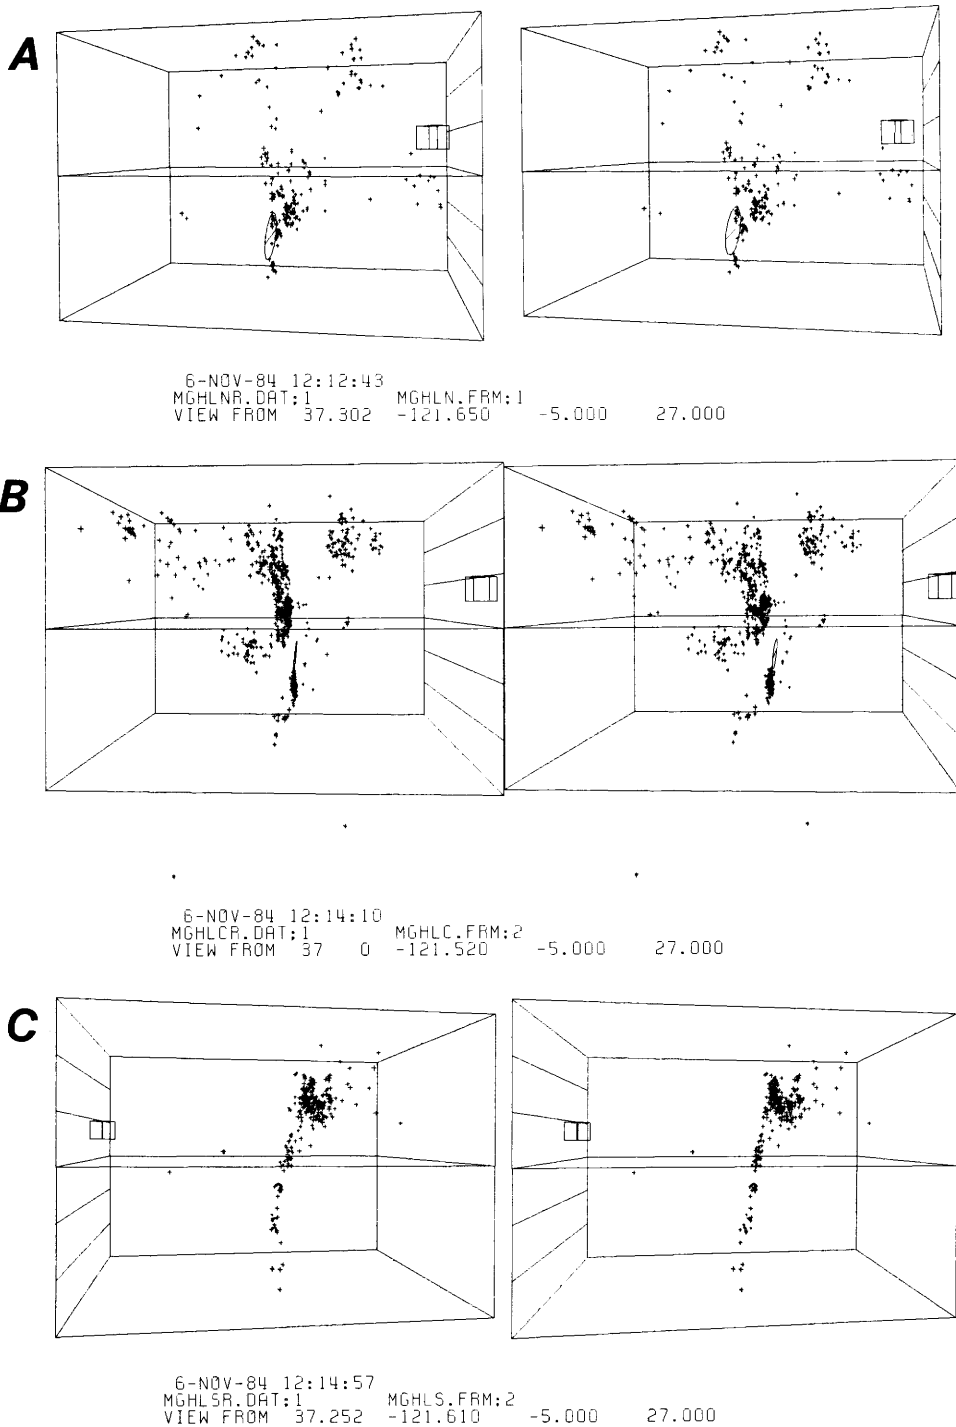 A
6-NOV-84 12:12:43
MGHLNR.DAT;1 MGHLN.FRM;1
VIEW FROM 37.302 -121.650 -5.000 27.000
B
6-NOV-84 12:14:10
MGHLCR.DAT;1 MGHLC.FRM;2
VIEW FROM 37 0 -121.520 -5.000 27.000
C
6-NOV-84 12:14:57
MGHLSR.DAT;1 MGHLS.FRM;2
VIEW FROM 37.252 -121.610 -5.000 27.000